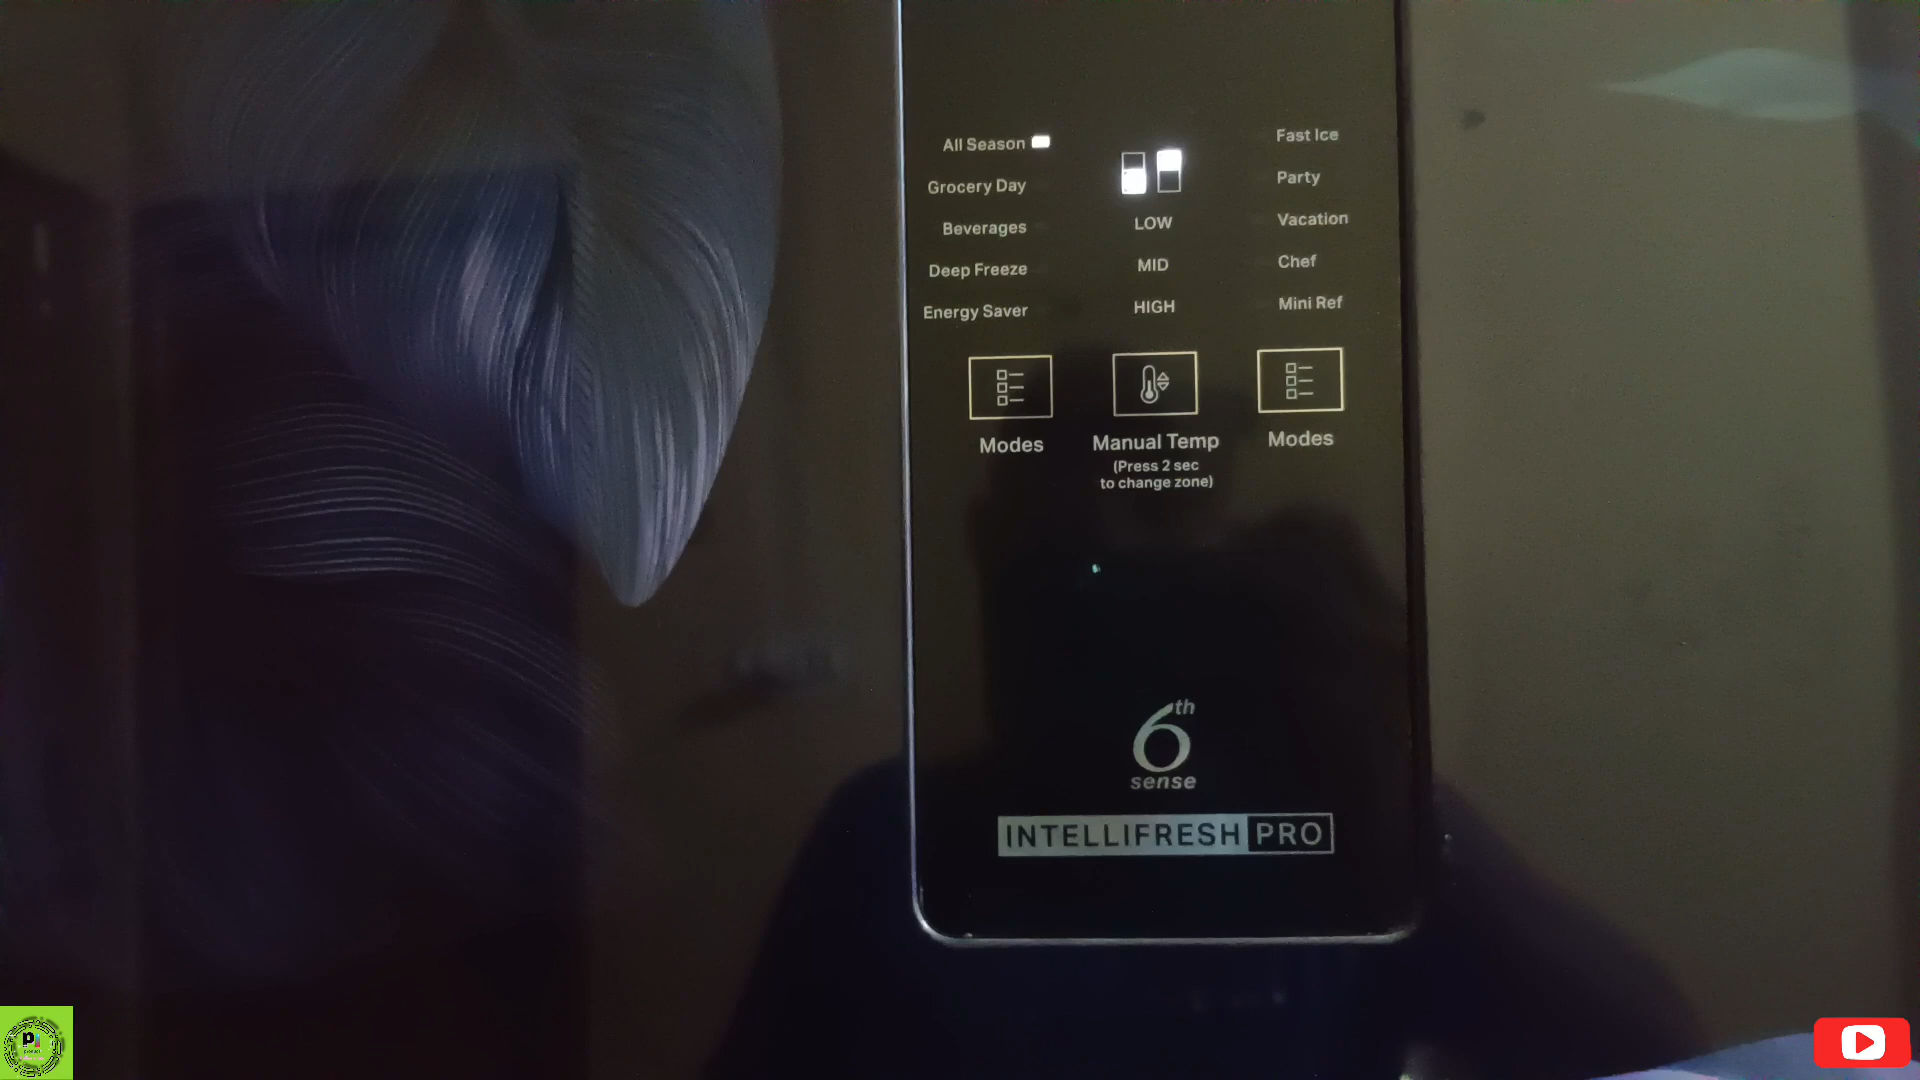 All Season
Grocery Day
Beverages
Deep Freeze
Energy Saver
LOW
MID
HIGH
Fast Ice
Party
Vacation
Chef
Mini Ref
Modes
Manual Temp
(Press 2 sec
to change zone)
Modes
6th
sense
INTELLIFRESH PRO